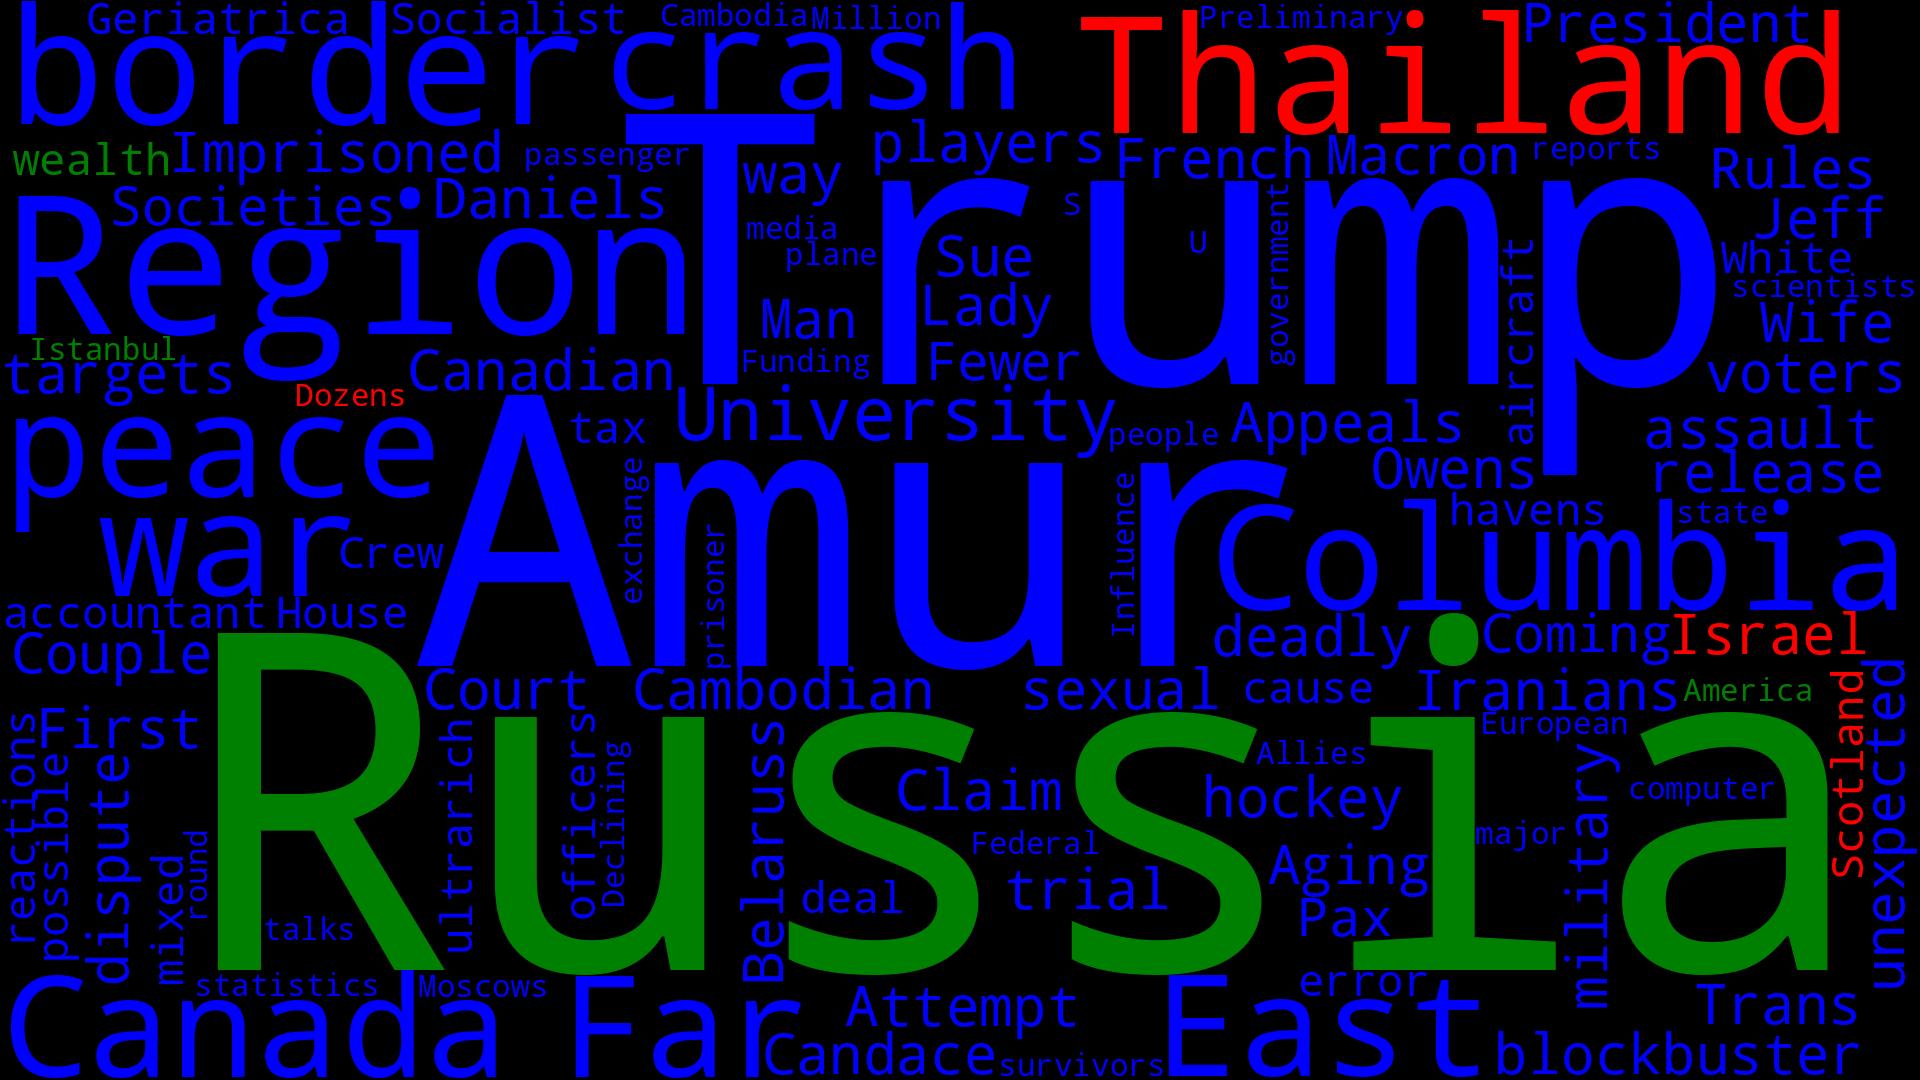 Geriatrica Socialist Cambodia Million Preliminary President
border crash Thailand
wealth Imprisoned passenger way players French Macron reports Rules
Societies Daniels Trump S Jeff
Region media U government White
plane Sue aircraft scientists
Man Lady Wife
Istanbul Funding Fewer
targets Dozens Canadian voters
peace tax University people Appeals assault
Owens release
war Crew exchange Amur Influence Columbia havens state
prisoner
accountant House deadly Coming Israel
Couple Court Cambodian sexual cause Iranians America Scotland
First Russia European unexpected
reactions possible dispute ultrarich officers Declining Belaruss Claim Allies hockey military computer
mixed round Federal Aging major
talks deal trial Pax
statistics Moscows error
Canada Far Attempt East Trans
Candace survivors blockbuster